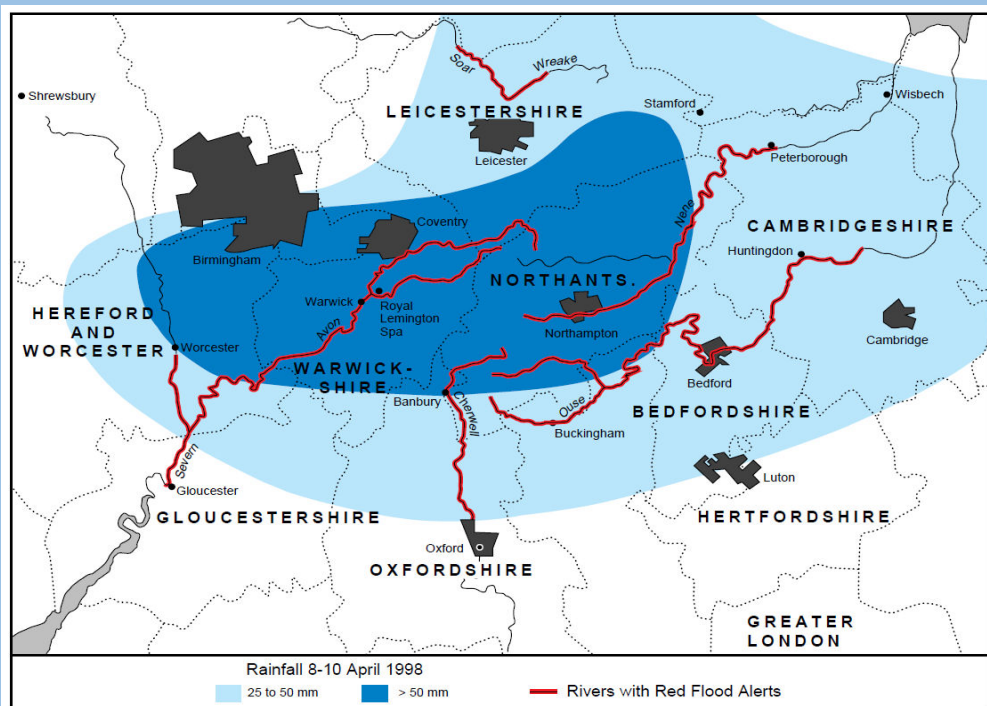 Soar
Wreake
Shrewsbury
Wisbech
Stamford
LEICESTERSHIRE
Leicester
Peterborough
Nene
Coventry
CAMBRIDGESHIRE
Birmingham
Huntingdon
NORTHANTS.
Warwick
Royal
Lemington
Spa
HEREFORD
AND
WORCESTER
Avon
Northampton
Cambridge
Worcester
WARWICK-
SHIRE
Bedford
Banbury
Cherwell
Ouse
BEDFORDSHIRE
Buckingham
Severn
Luton
Gloucester
GLOUCESTERSHIRE
HERTFORDSHIRE
Oxford
OXFORDSHIRE
GREATER
LONDON
Rainfall 8-10 April 1998
25 to 50 mm
> 50 mm
Rivers with Red Flood Alerts